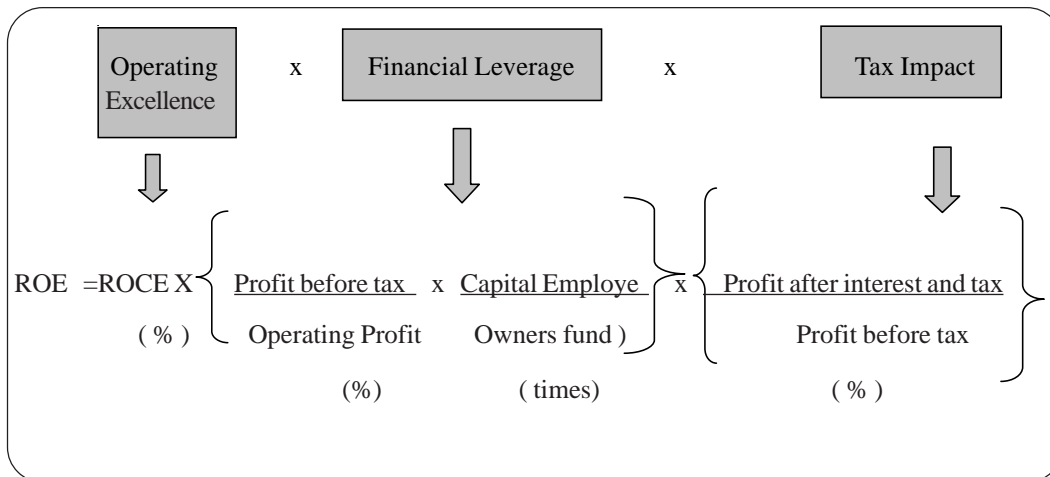 Operating x Financial Leverage x Tax Impact
Excellence
ROE =ROCE X Profit before tax x Capital Employe x Profit after interest and tax
( % ) Operating Profit Owners fund ) Profit before tax
(%) ( times) ( % )